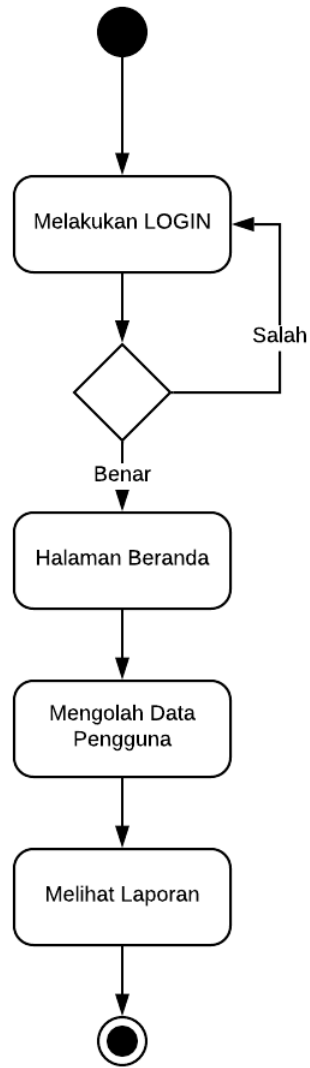 Melakukan LOGIN
Salah
Benar
Halaman Beranda
Mengolah Data
Pengguna
Melihat Laporan